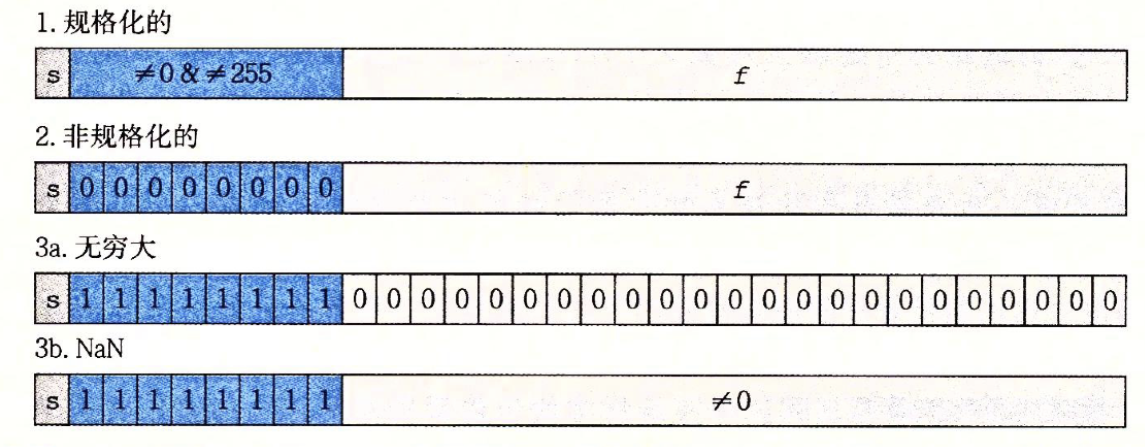 1. 规格化的
s ≠0 & ≠255 f
2. 非规格化的
s 0 0 0 0 0 0 0 0 f
3a. 无穷大
s 1 1 1 1 1 1 1 1 0 0 0 0 0 0 0 0 0 0 0 0 0 0 0 0 0 0 0 0 0 0 0
3b. NaN
s 1 1 1 1 1 1 1 1 ≠0